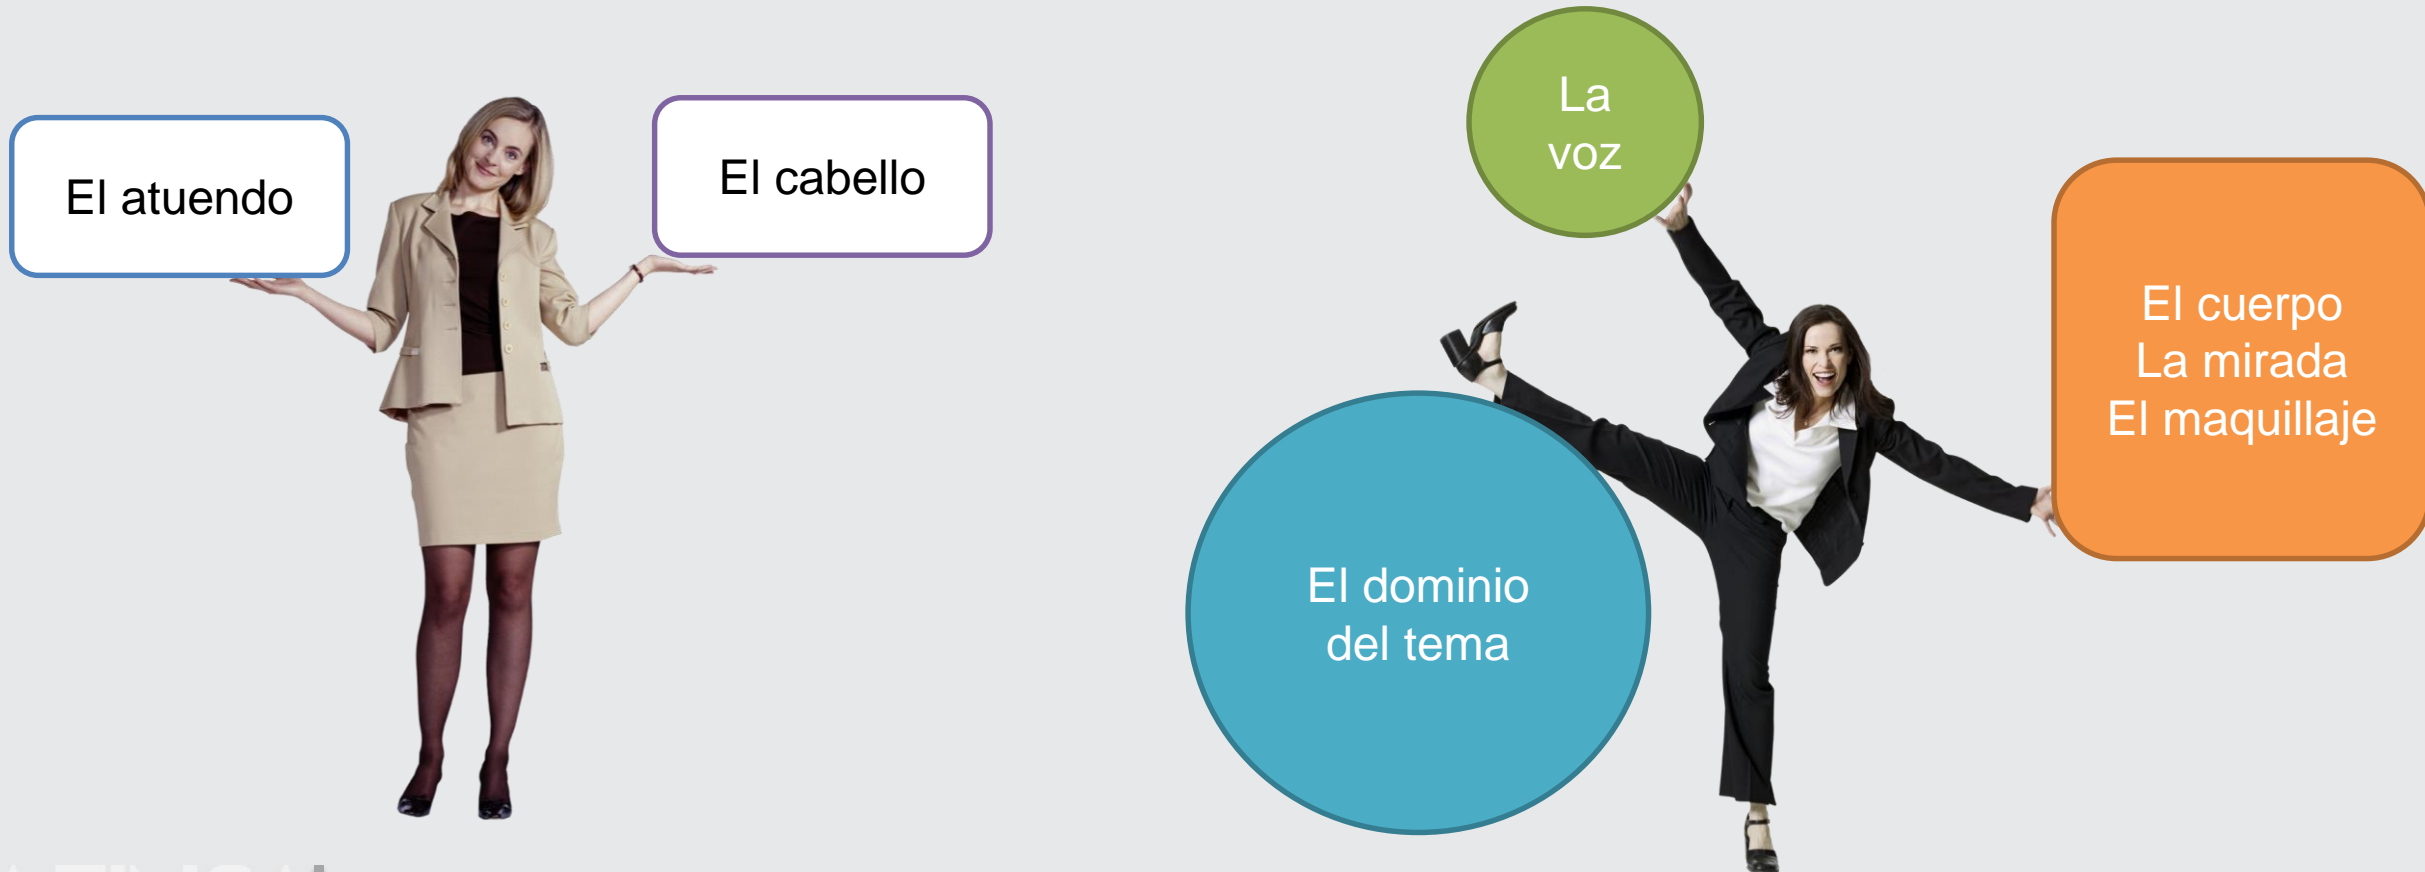 El atuendo
El cabello
La
voz
El cuerpo
La mirada
El maquillaje
El dominio
del tema